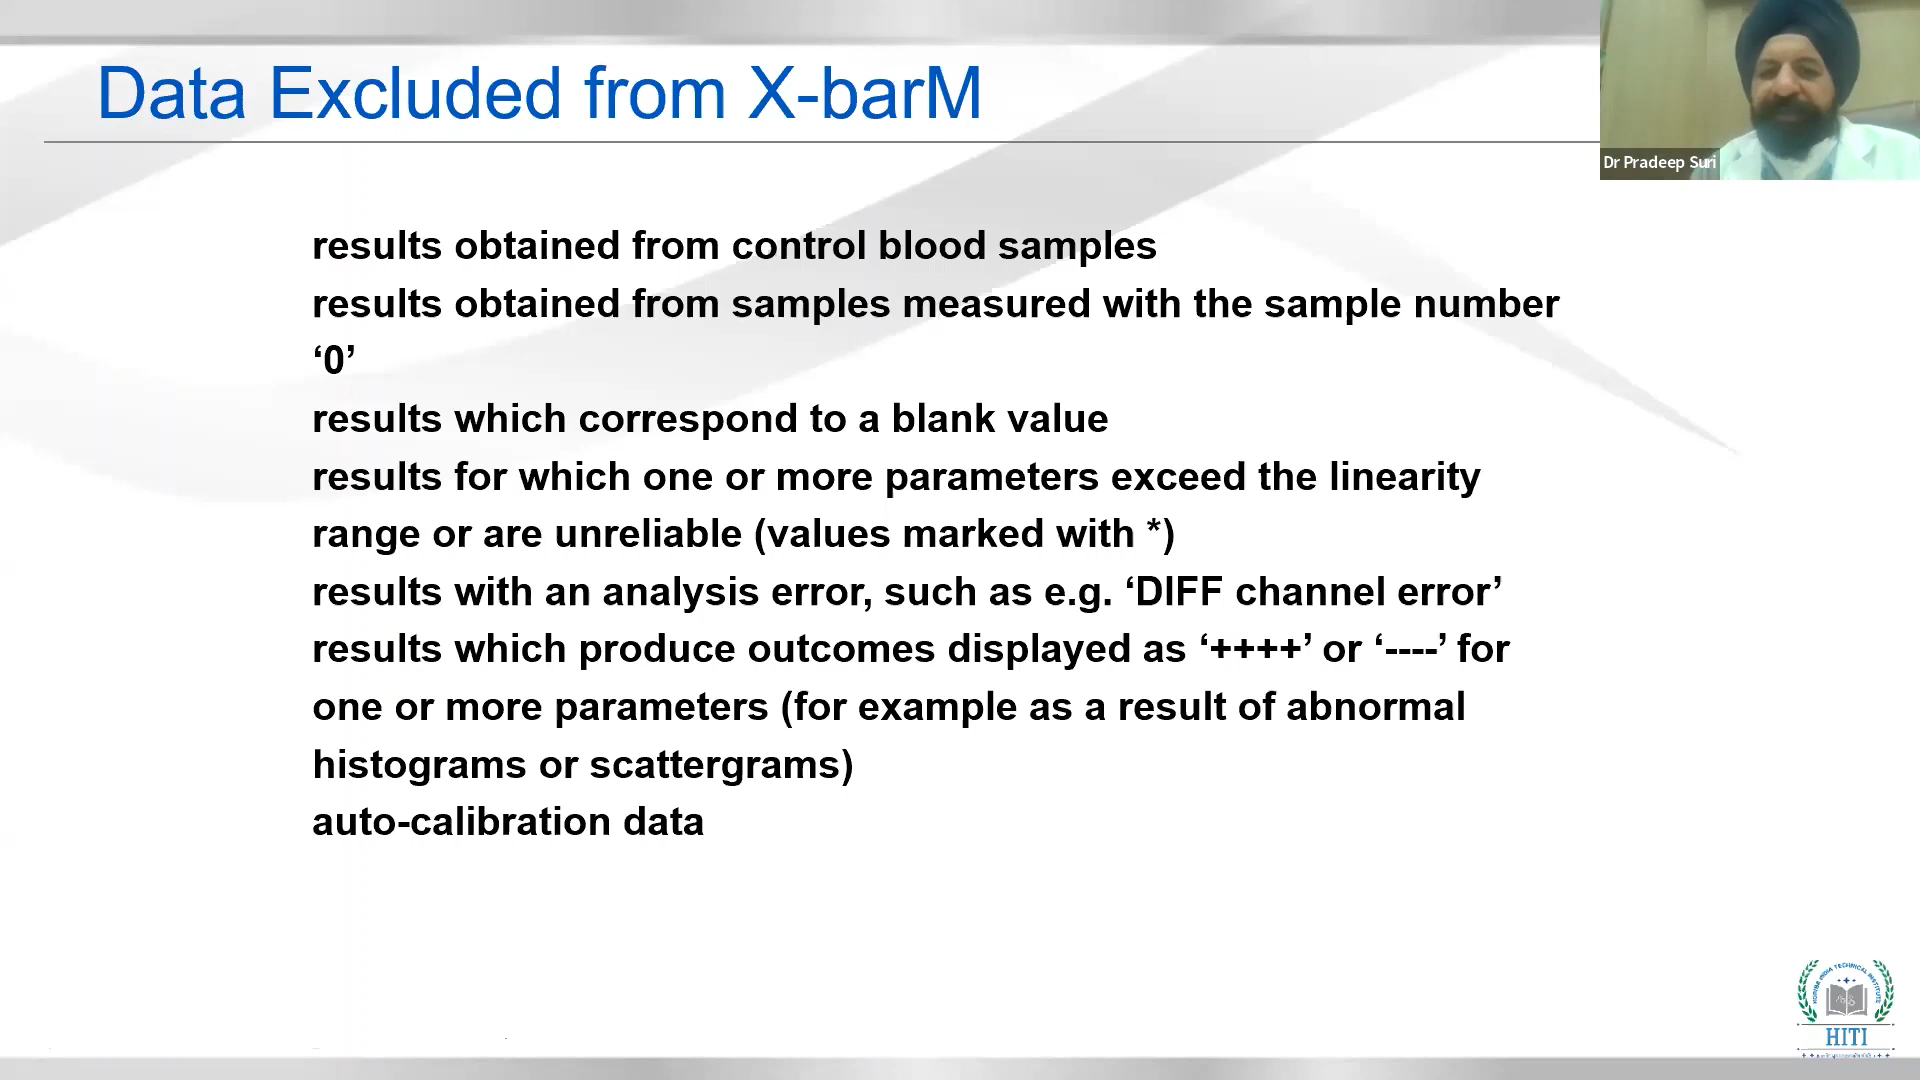 Data Excluded from X-barM
Dr Pradeep Suri
results obtained from control blood samples
results obtained from samples measured with the sample number
‘0’
results which correspond to a blank value
results for which one or more parameters exceed the linearity
range or are unreliable (values marked with *)
results with an analysis error, such as e.g. ‘DIFF channel error’
results which produce outcomes displayed as ‘++++’ or ‘----’ for
one or more parameters (for example as a result of abnormal
histograms or scattergrams)
auto-calibration data
HORIBA INDIA TECHNICAL INSTITUTE
HITI